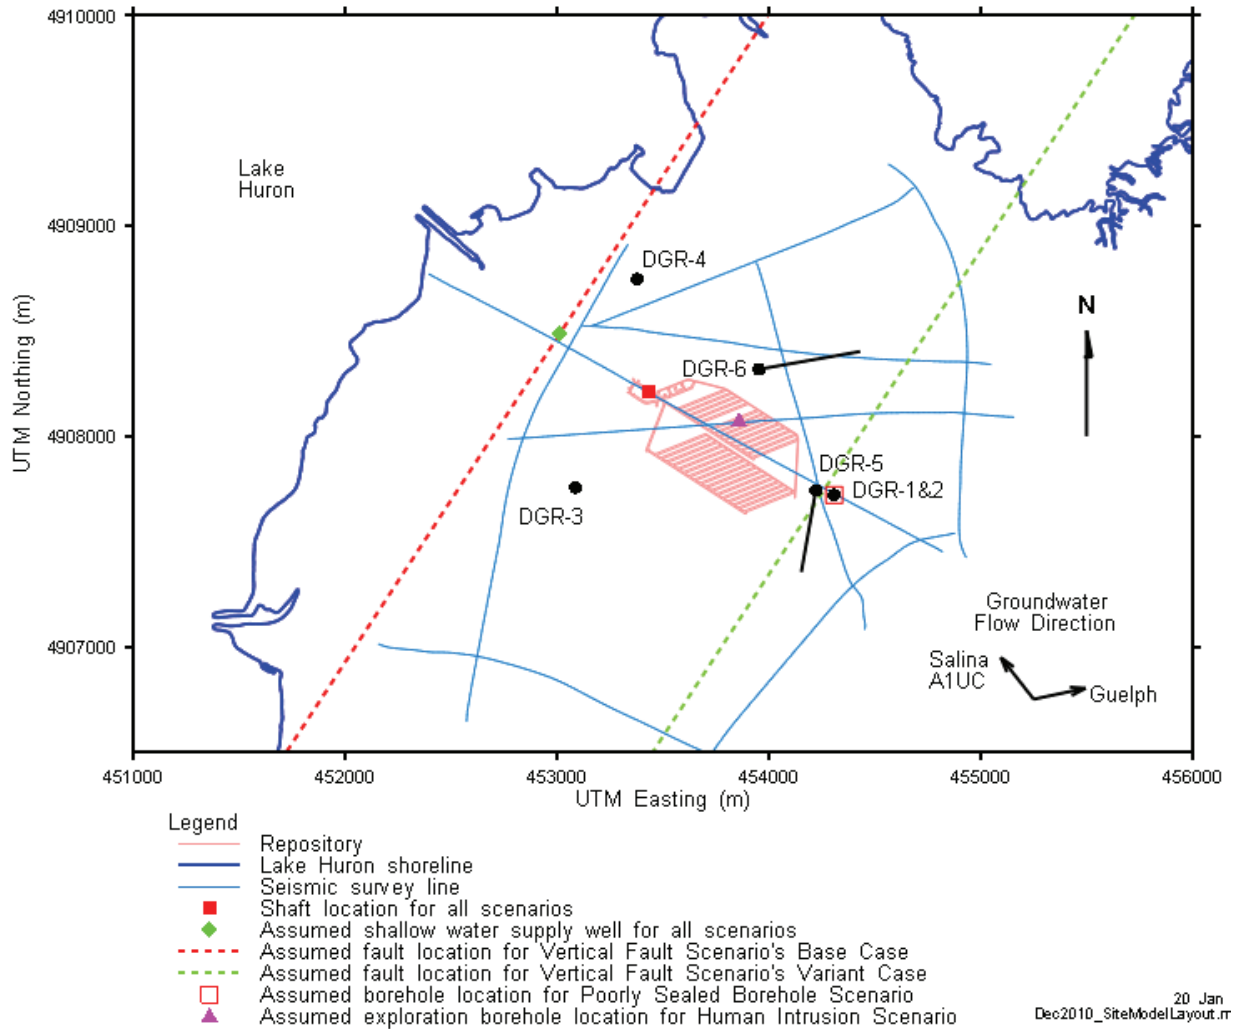 4910000
4909000
4908000
4907000
UTM Northing (m)
Lake
Huron
DGR-4
DGR-6
DGR-5
DGR-1&2
DGR-3
N
Groundwater
Flow Direction
Salina
A1UC
Guelph
451000
452000
453000
454000
455000
456000
UTM Easting (m)
Legend
Repository
Lake Huron shoreline
Seismic survey line
Shaft location for all scenarios
Assumed shallow water supply well for all scenarios
Assumed fault location for Vertical Fault Scenario's Base Case
Assumed fault location for Vertical Fault Scenario's Variant Case
Assumed borehole location for Poorly Sealed Borehole Scenario
Assumed exploration borehole location for Human Intrusion Scenario
20 Jan
Dec2010_SiteModelLayout.